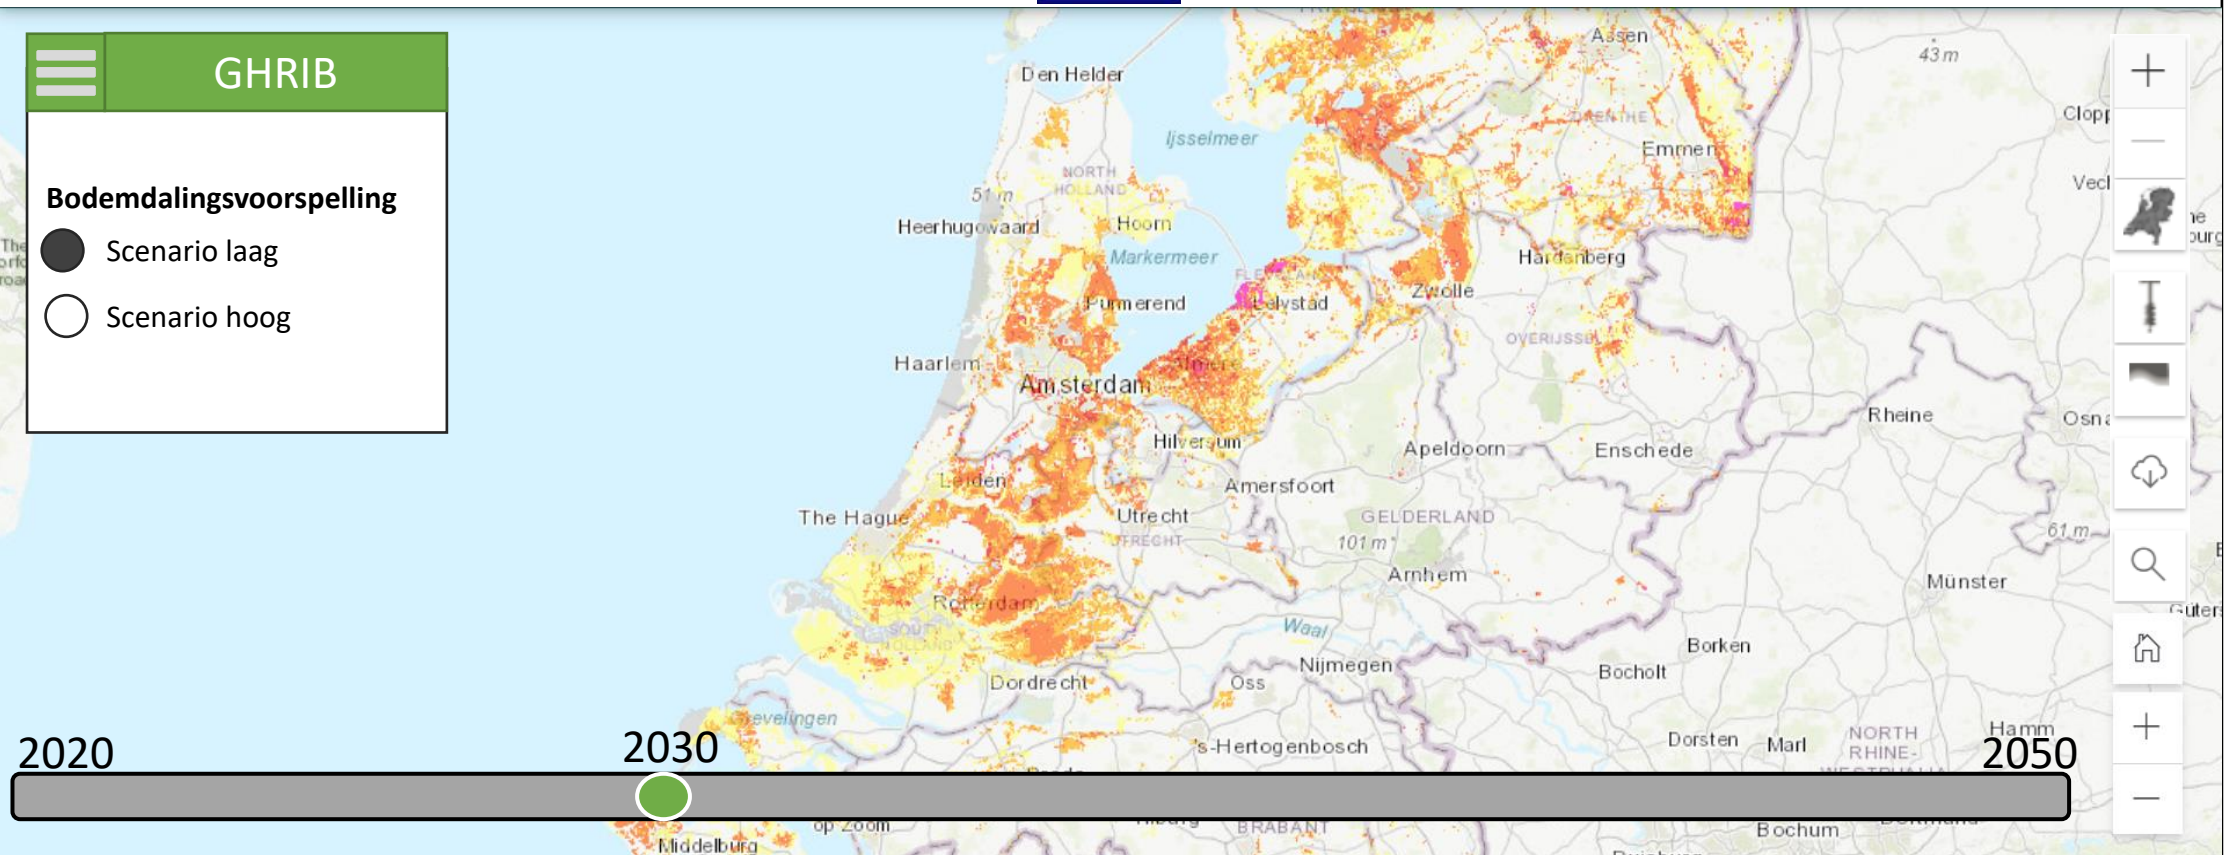 GHRIB
Bodemdalingsvoorspelling
Scenario laag
Scenario hoog
Assen
43 m
Den Helder
Ijsselmeer
DRENTHE
Emmen
NORTH
HOLLAND
51 m
Heerhugowaard
Hoorn
Markermeer
Hardenberg
FLEVOLAND
Purmerend
Lelystad
Zwolle
OVERIJSSEL
Haarlem
Almere
Amsterdam
Rheine
Hilversum
Apeldoorn
Enschede
Leiden
Amersfoort
The Hague
Utrecht
GELDERLAND
UTRECHT
101 m
61 m
Arnhem
Münster
Rotterdam
SOUTH
HOLLAND
Waal
Borken
Nijmegen
Bocholt
Dordrecht
Oss
Grevelingen
's-Hertogenbosch
Dorsten
Marl
NORTH
RHINE-
WESTPHALIA
Hamm
2020
2030
2050
op Zoom
BRABANT
Bochum
Dortmund
Middelburg